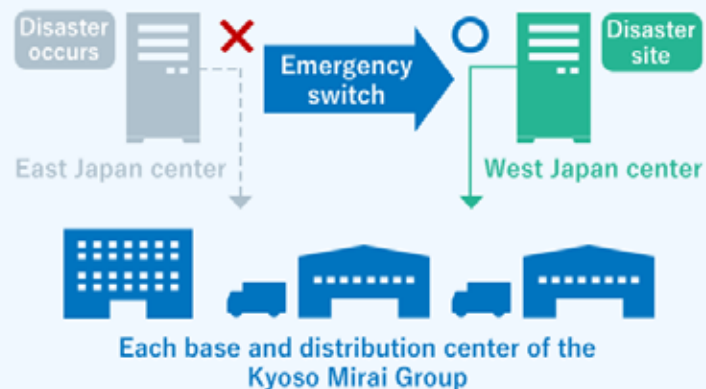 Disaster
occurs
Emergency
switch
Disaster
site
East Japan center
West Japan center
Each base and distribution center of the
Kyoso Mirai Group